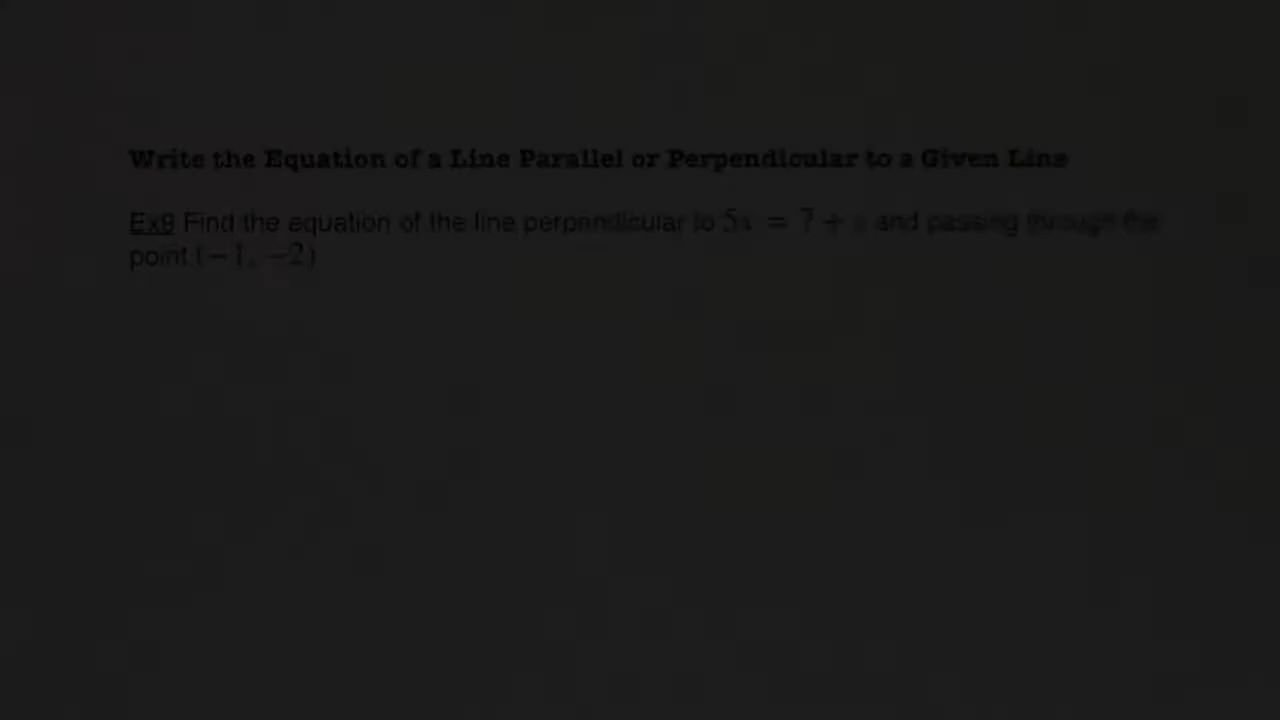 Write the Equation of a Line Parallel or Perpendicular to a Given Line
Ex9 Find the equation of the line perpendicular to 5x = 7 + and passing through the
point (−1, −2)